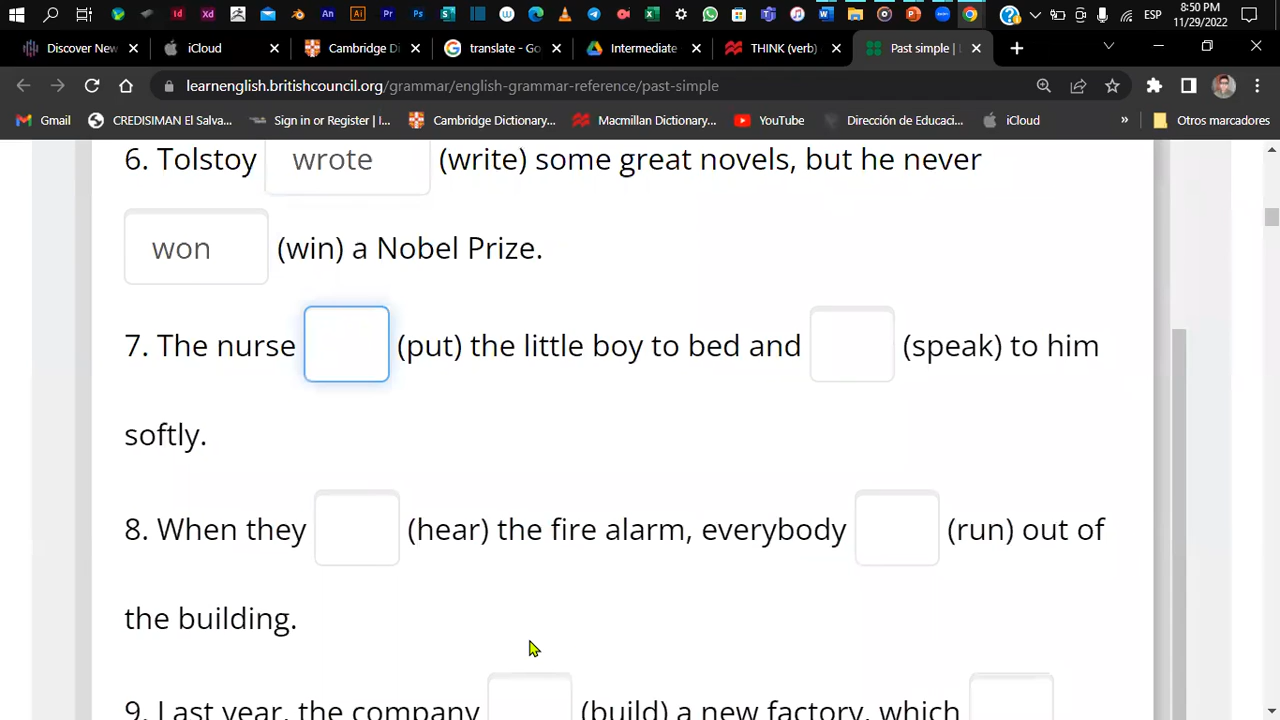 ESP
8:50 PM
11/29/2022
Discover New
iCloud
Cambridge Di
translate - Go
Intermediate
THINK (verb)
Past simple |
learnenglish.britishcouncil.org/grammar/english-grammar-reference/past-simple
Gmail
CREDISIMAN El Salva...
Sign in or Register | I...
Cambridge Dictionary...
Macmillan Dictionary...
YouTube
Dirección de Educaci...
iCloud
»
Otros marcadores
6. Tolstoy wrote (write) some great novels, but he never
won (win) a Nobel Prize.
7. The nurse (put) the little boy to bed and (speak) to him
softly.
8. When they (hear) the fire alarm, everybody (run) out of
the building.
9. Last year, the company (build) a new factory, which